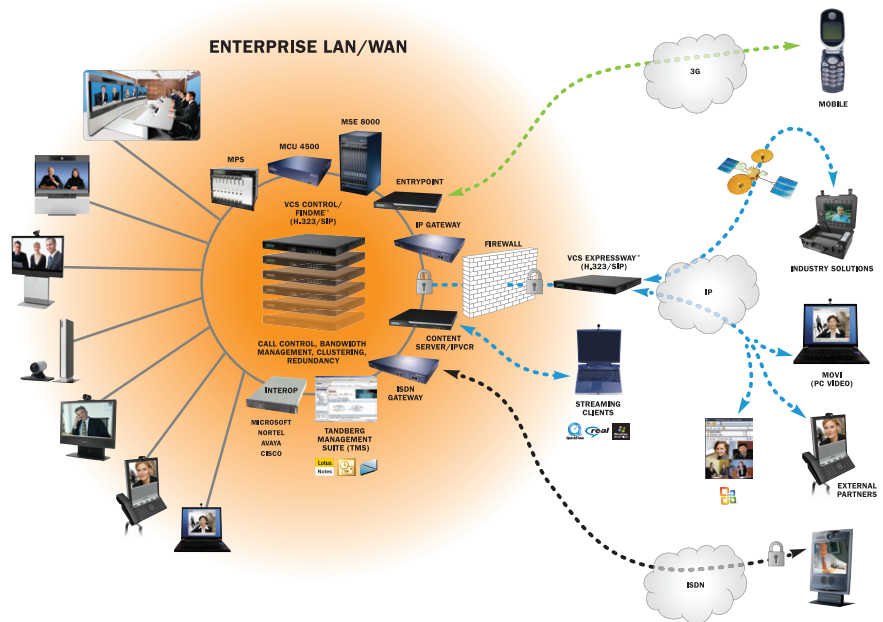 ENTERPRISE LAN/WAN
3G
MOBILE
MSE 8000
MCU 4500
MPS
ENTRYPOINT
VCS CONTROL/
FINDME™
(H.323/SIP)
IP GATEWAY
FIREWALL
VCS EXPRESSWAY™
(H.323/SIP)
INDUSTRY SOLUTIONS
IP
CALL CONTROL, BANDWIDTH
MANAGEMENT, CLUSTERING,
REDUNDANCY
CONTENT
SERVER/IPVCR
ISDN
GATEWAY
MOVI
(PC VIDEO)
INTEROP
MICROSOFT
NORTEL
AVAYA
CISCO
TANDBERG
MANAGEMENT
SUITE (TMS)
Lotus
Notes
STREAMING
CLIENTS
QuickTime
real
EXTERNAL
PARTNERS
ISDN